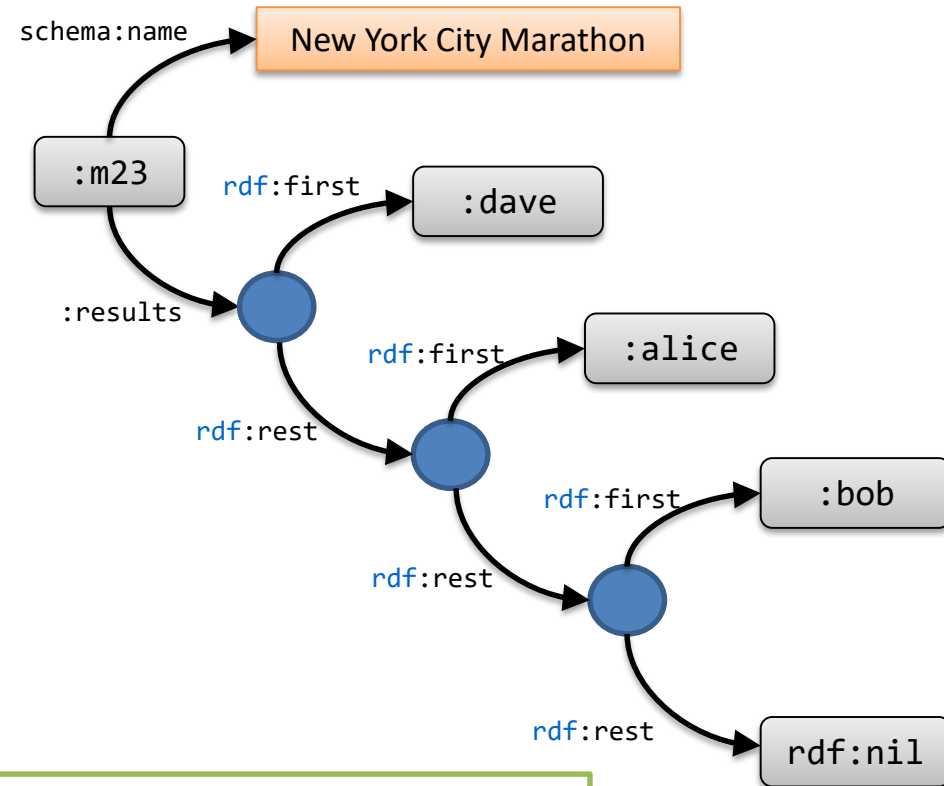 schema:name
New York City Marathon
:m23
rdf:first
:dave
:results
rdf:first
:alice
rdf:rest
rdf:first
:bob
rdf:rest
rdf:rest
rdf:nil